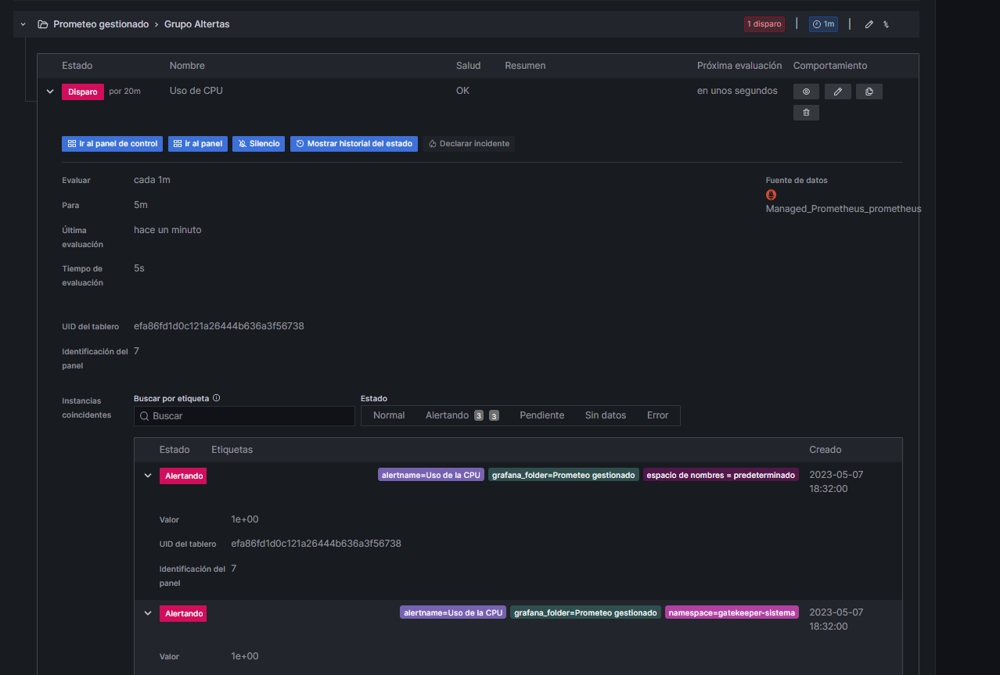 Prometeo gestionado › Grupo Altertas
1 disparo
1m
Estado Nombre Salud Resumen Próxima evaluación Comportamiento
Disparo por 20m Uso de CPU OK en unos segundos
Ir al panel de control Ir al panel Silencio Mostrar historial del estado Declarar incidente
Evaluar cada 1m
Fuente de datos
Managed_Prometheus_prometheus
Para 5m
Última evaluación hace un minuto
Tiempo de evaluación 5s
UID del tablero efa86fd1d0c121a26444b636a3f56738
Identificación del panel 7
Instancias coincidentes
Buscar por etiqueta Estado
Buscar Normal Alertando 3 3 Pendiente Sin datos Error
Estado Etiquetas Creado
Alertando alertname=Uso de la CPU grafana_folder=Prometeo gestionado espacio de nombres = predeterminado 2023-05-07
18:32:00
Valor 1e+00
UID del tablero efa86fd1d0c121a26444b636a3f56738
Identificación del panel 7
Alertando alertname=Uso de la CPU grafana_folder=Prometeo gestionado namespace=gatekeeper-sistema 2023-05-07
18:32:00
Valor 1e+00